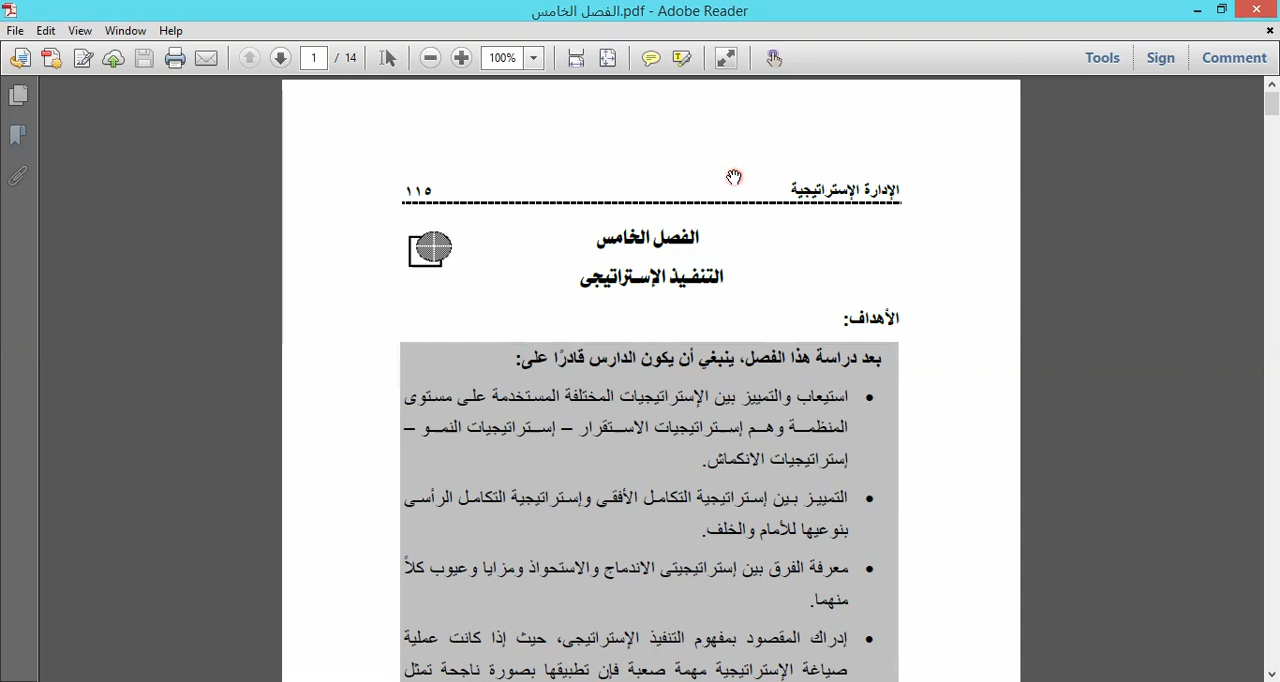 الفصل الخامس.pdf - Adobe Reader
File Edit View Window Help
1 / 14 100% Tools Sign Comment
الإدارة الإستراتيجية ١١٥
الفصل الخامس
التنفيذ الإستراتيجى
الأهداف:
بعد دراسة هذا الفصل، ينبغي أن يكون الدارس قادرًا على:
• استيعاب والتمييز بين الإستراتيجيات المختلفة المستخدمة على مستوى
المنظمة وهم إستراتيجيات الاستقرار – إستراتيجيات النمو –
إستراتيجيات الانكماش.
• التمييز بين إستراتيجية التكامل الأفقى وإستراتيجية التكامل الرأسى
بنوعيها للأمام والخلف.
• معرفة الفرق بين إستراتيجيتى الاندماج والاستحواذ ومزايا وعيوب كلاً
منهما.
• إدراك المقصود بمفهوم التنفيذ الإستراتيجى، حيث إذا كانت عملية
صياغة الإستراتيجية مهمة صعبة فإن تطبيقها بصورة ناجحة تمثل